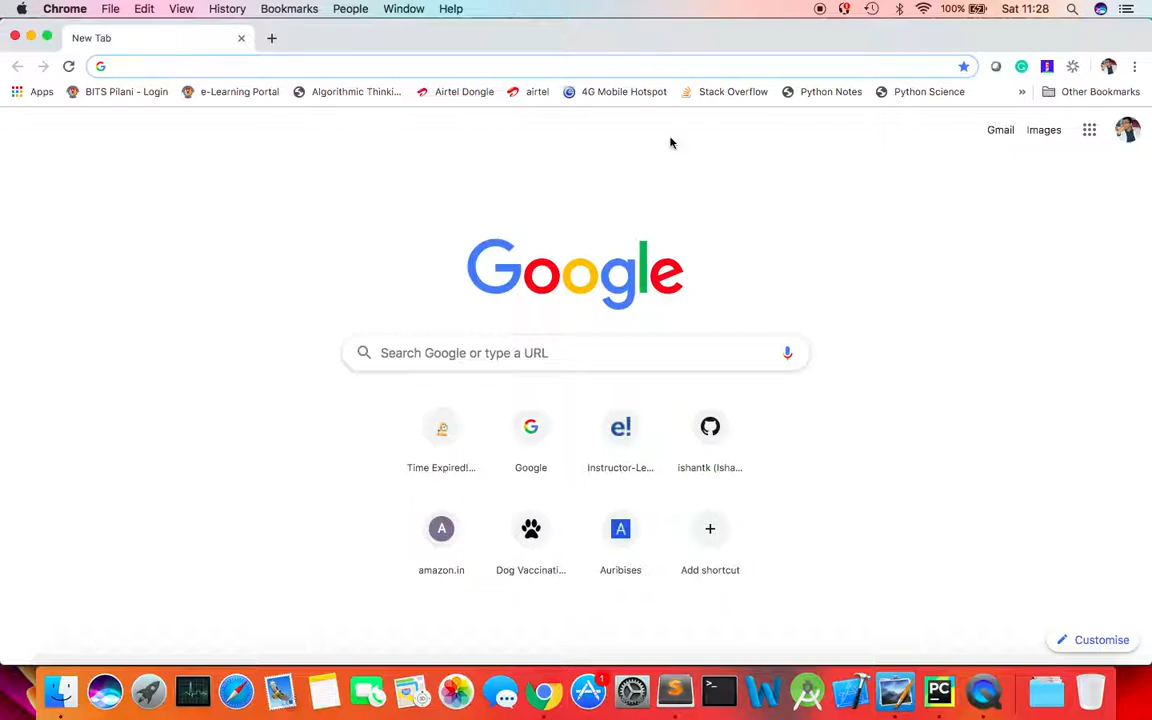 Chrome File Edit View History Bookmarks People Window Help 100% Sat 11:28
New Tab
Apps BITS Pilani - Login e-Learning Portal Algorithmic Thinki... Airtel Dongle airtel 4G Mobile Hotspot Stack Overflow Python Notes Python Science » Other Bookmarks
Gmail Images
Google
Search Google or type a URL
e!
Time Expired!... Google Instructor-Le... ishantk (Isha...
A A
amazon.in Dog Vaccinati... Auribises Add shortcut
Customise
1
PC